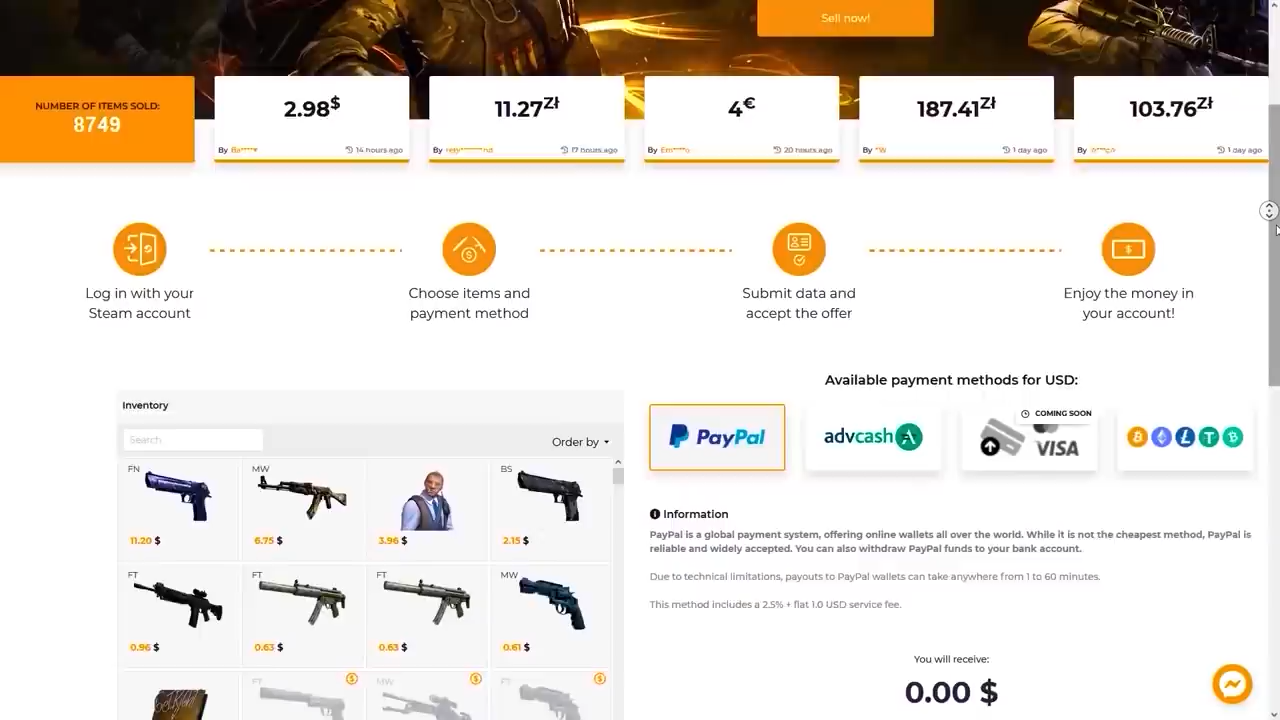 Sell now!
NUMBER OF ITEMS SOLD:
8749
2.98$
By
14 hours ago
11.27Zł
By
17 hours ago
4€
By
20 hours ago
187.41Zł
By
1 day ago
103.76Zł
By
1 day ago
Log in with your
Steam account
Choose items and
payment method
Submit data and
accept the offer
Enjoy the money in
your account!
Inventory
Search
Order by
FN
11.20 $
MW
6.75 $
3.96 $
BS
2.15 $
FT
0.96 $
FT
0.63 $
FT
0.63 $
MW
0.61 $
FT
MW
FT
Available payment methods for USD:
PayPal
advcash
COMING SOON
VISA
Information
PayPal is a global payment system, offering online wallets all over the world. While it is not the cheapest method, PayPal is
reliable and widely accepted. You can also withdraw PayPal funds to your bank account.
Due to technical limitations, payouts to PayPal wallets can take anywhere from 1 to 60 minutes.
This method includes a 2.5% + flat 1.0 USD service fee.
You will receive:
0.00 $